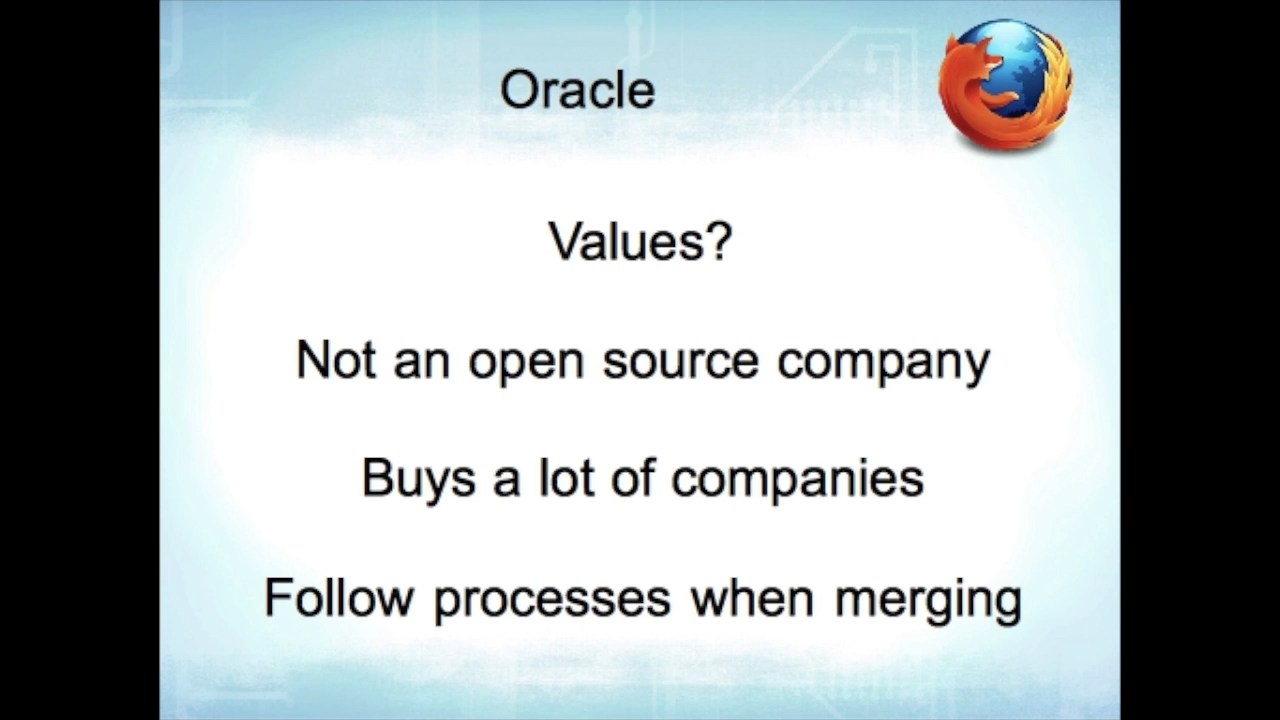 Oracle
Values?
Not an open source company
Buys a lot of companies
Follow processes when merging